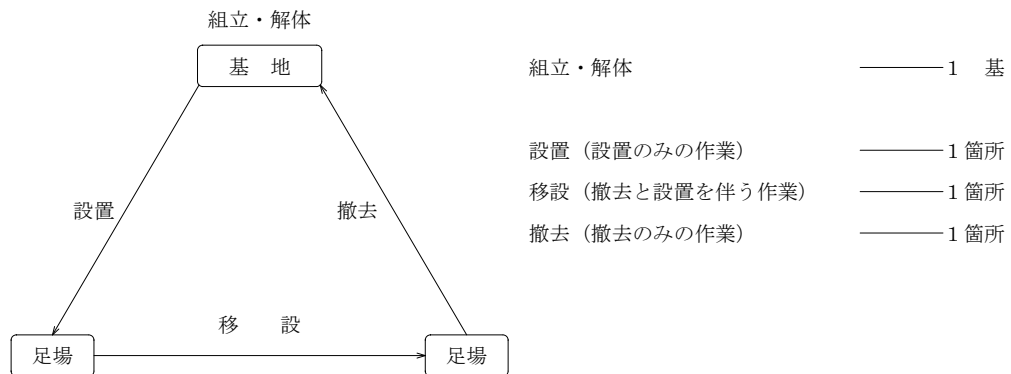 組立・解体
基　地
設置
撤去
移　　設
足場
足場
組立・解体 １　基
設置（設置のみの作業） １箇所
移設（撤去と設置を伴う作業） １箇所
撤去（撤去のみの作業） １箇所